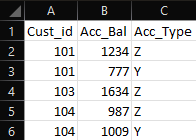 A B C
1 Cust_id Acc_Bal Acc_Type
2 101 1234 Z
3 101 777 Y
4 103 1634 Z
5 104 987 Z
6 104 1009 Y